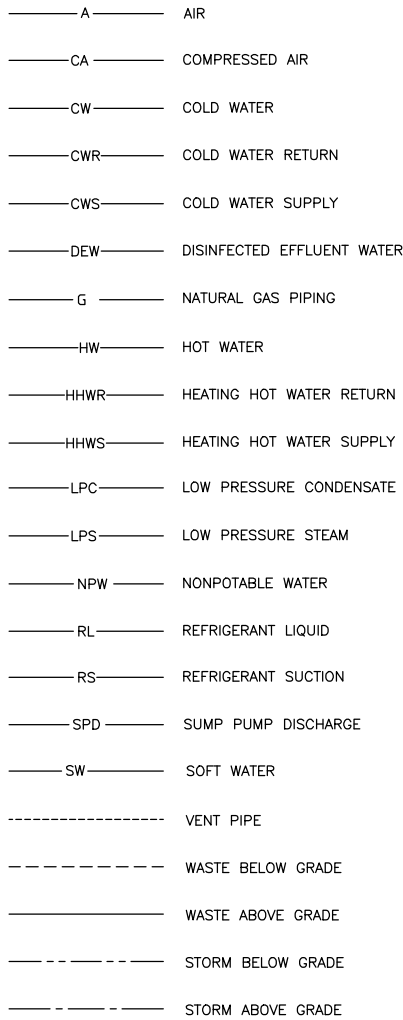 A AIR
CA COMPRESSED AIR
CW COLD WATER
CWR COLD WATER RETURN
CWS COLD WATER SUPPLY
DEW DISINFECTED EFFLUENT WATER
G NATURAL GAS PIPING
HW HOT WATER
HHWR HEATING HOT WATER RETURN
HHWS HEATING HOT WATER SUPPLY
LPC LOW PRESSURE CONDENSATE
LPS LOW PRESSURE STEAM
NPW NONPOTABLE WATER
RL REFRIGERANT LIQUID
RS REFRIGERANT SUCTION
SPD SUMP PUMP DISCHARGE
SW SOFT WATER
VENT PIPE
WASTE BELOW GRADE
WASTE ABOVE GRADE
STORM BELOW GRADE
STORM ABOVE GRADE